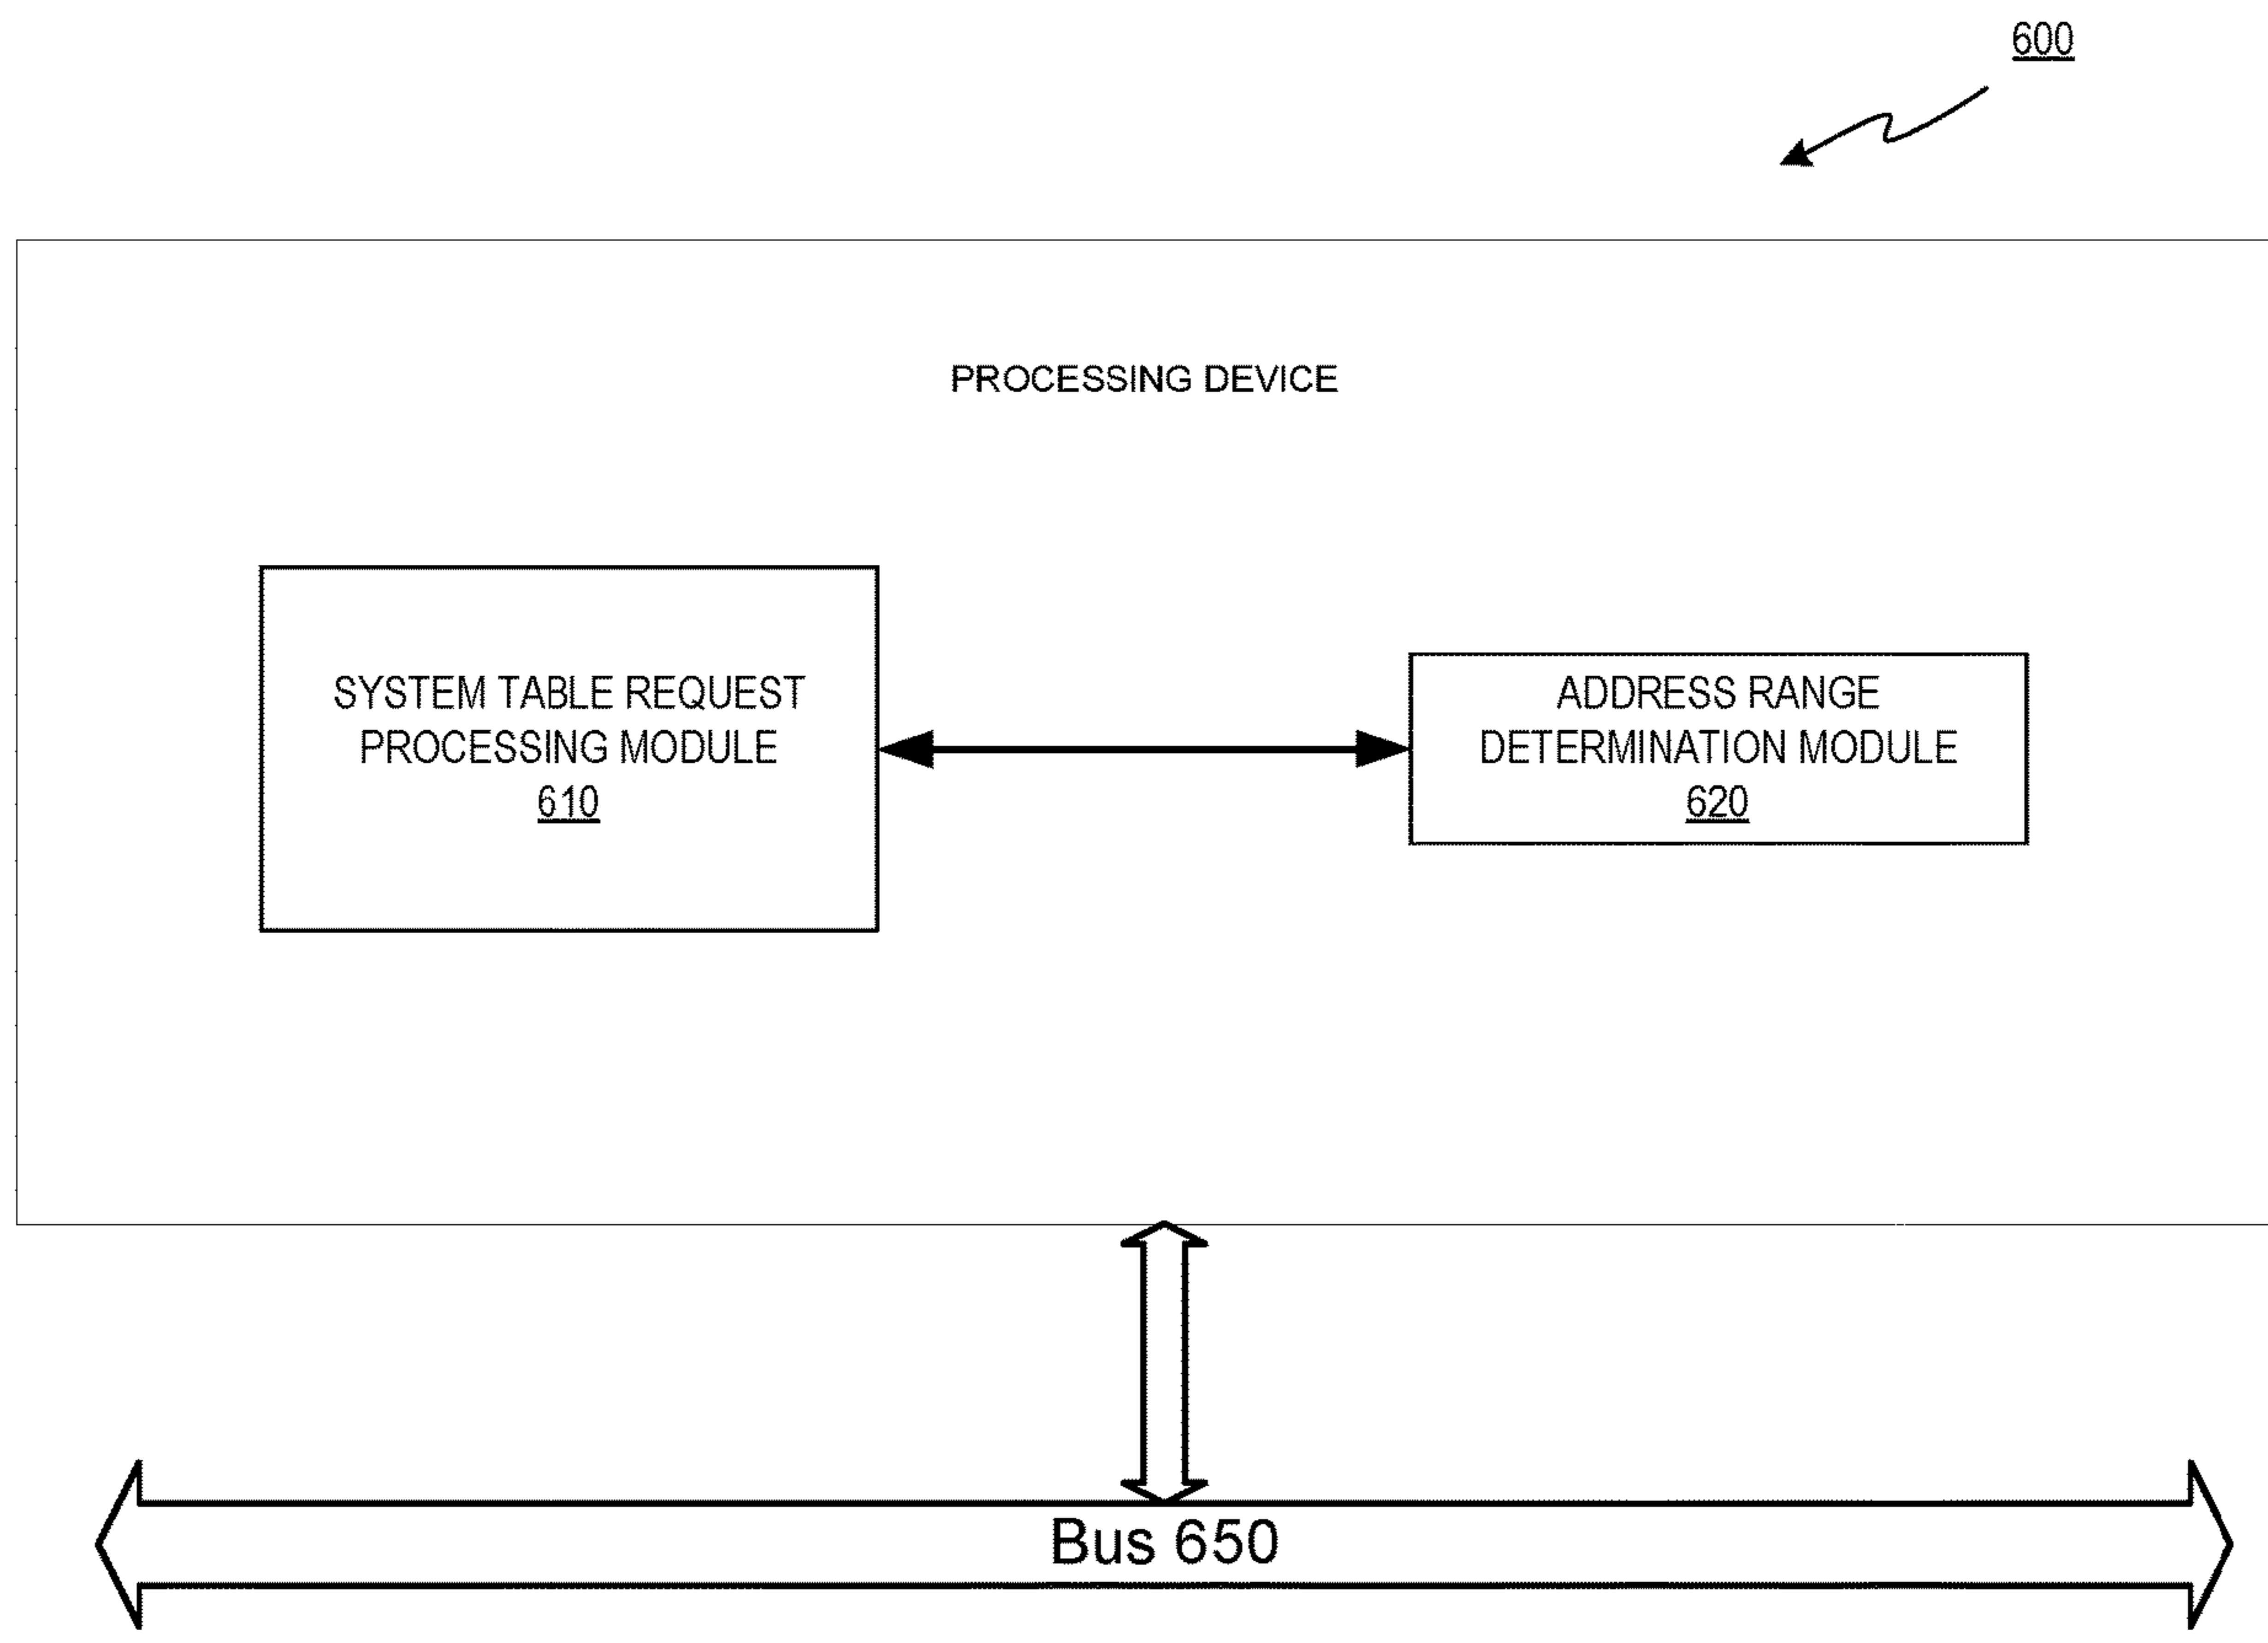 600
PROCESSING DEVICE
SYSTEM TABLE REQUEST
PROCESSING MODULE
610
ADDRESS RANGE
DETERMINATION MODULE
620
Bus 650